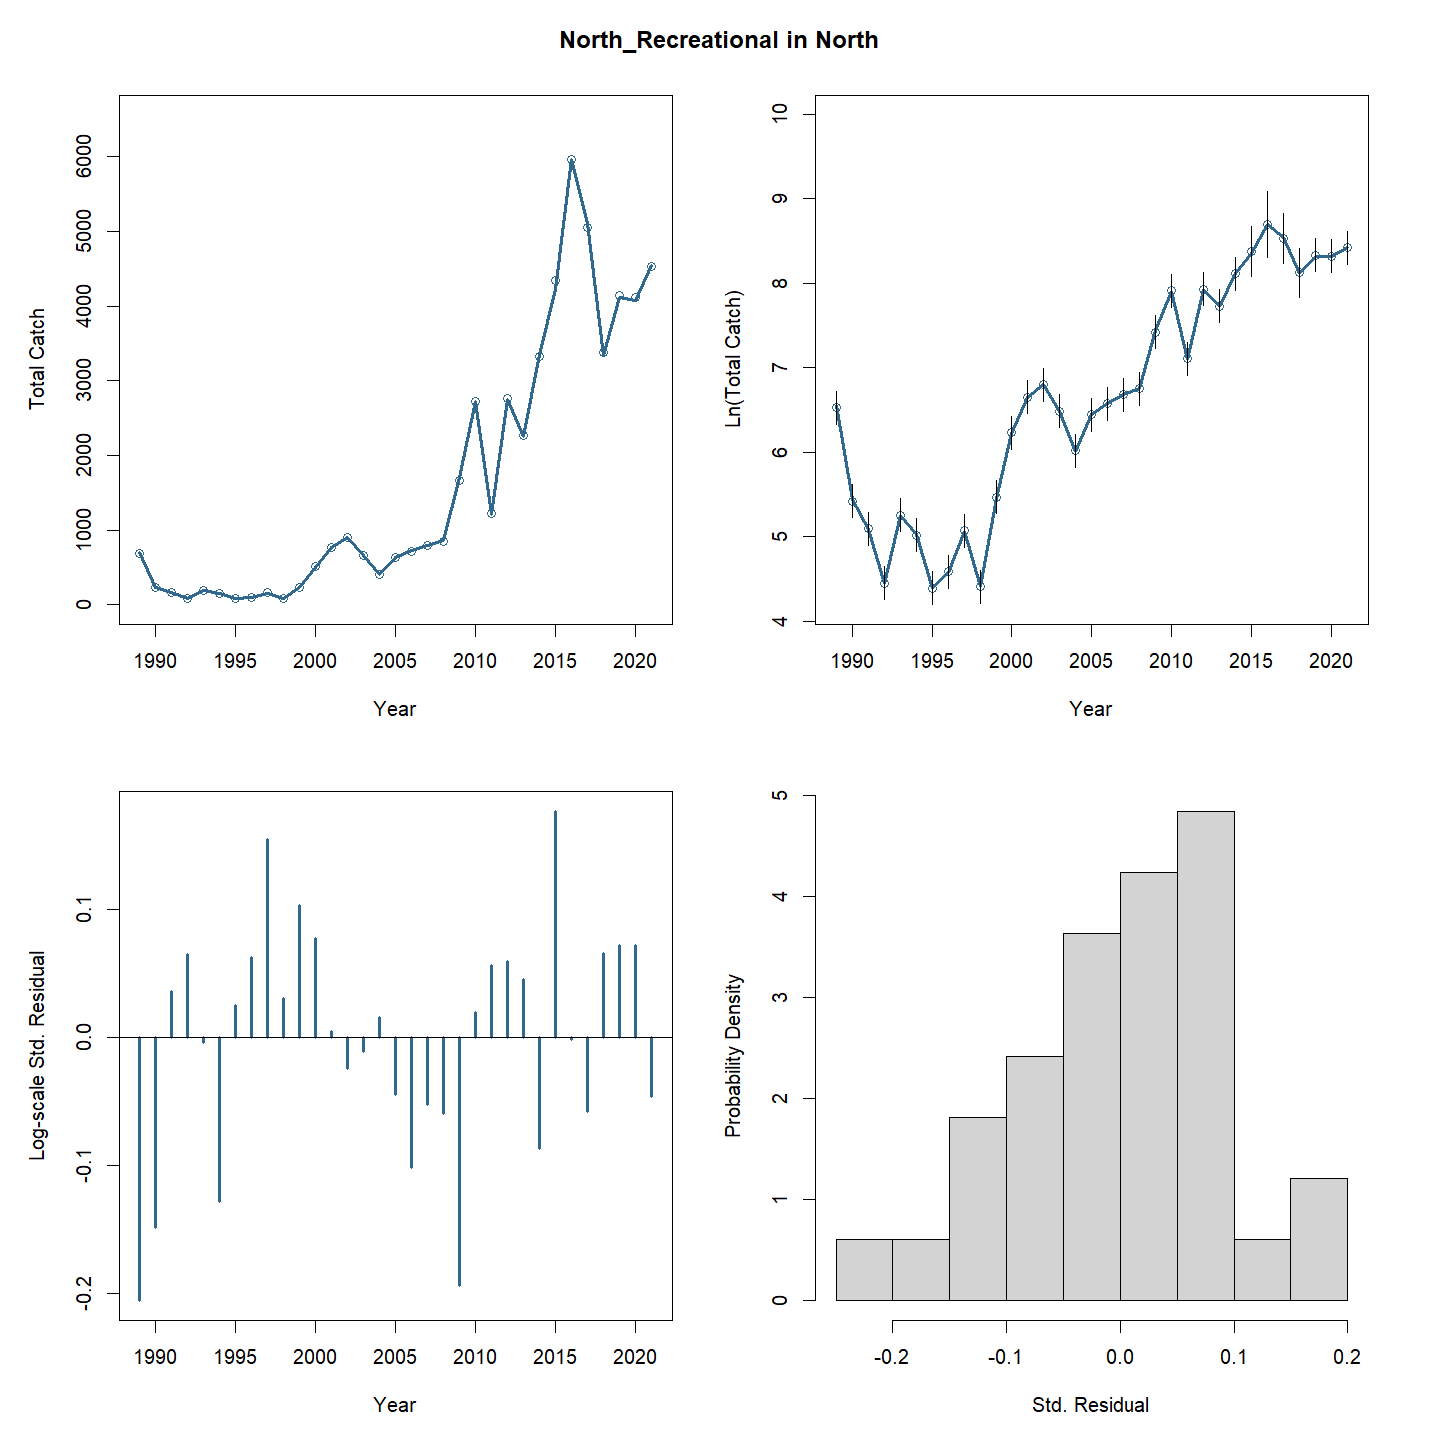 North_Recreational in North
Total Catch
0 1000 2000 3000 4000 5000 6000
1990 1995 2000 2005 2010 2015 2020
Year
Ln(Total Catch)
4 5 6 7 8 9 10
1990 1995 2000 2005 2010 2015 2020
Year
Log-scale Std. Residual
-0.2 -0.1 0.0 0.1
1990 1995 2000 2005 2010 2015 2020
Year
Probability Density
0 1 2 3 4 5
-0.2 -0.1 0.0 0.1 0.2
Std. Residual